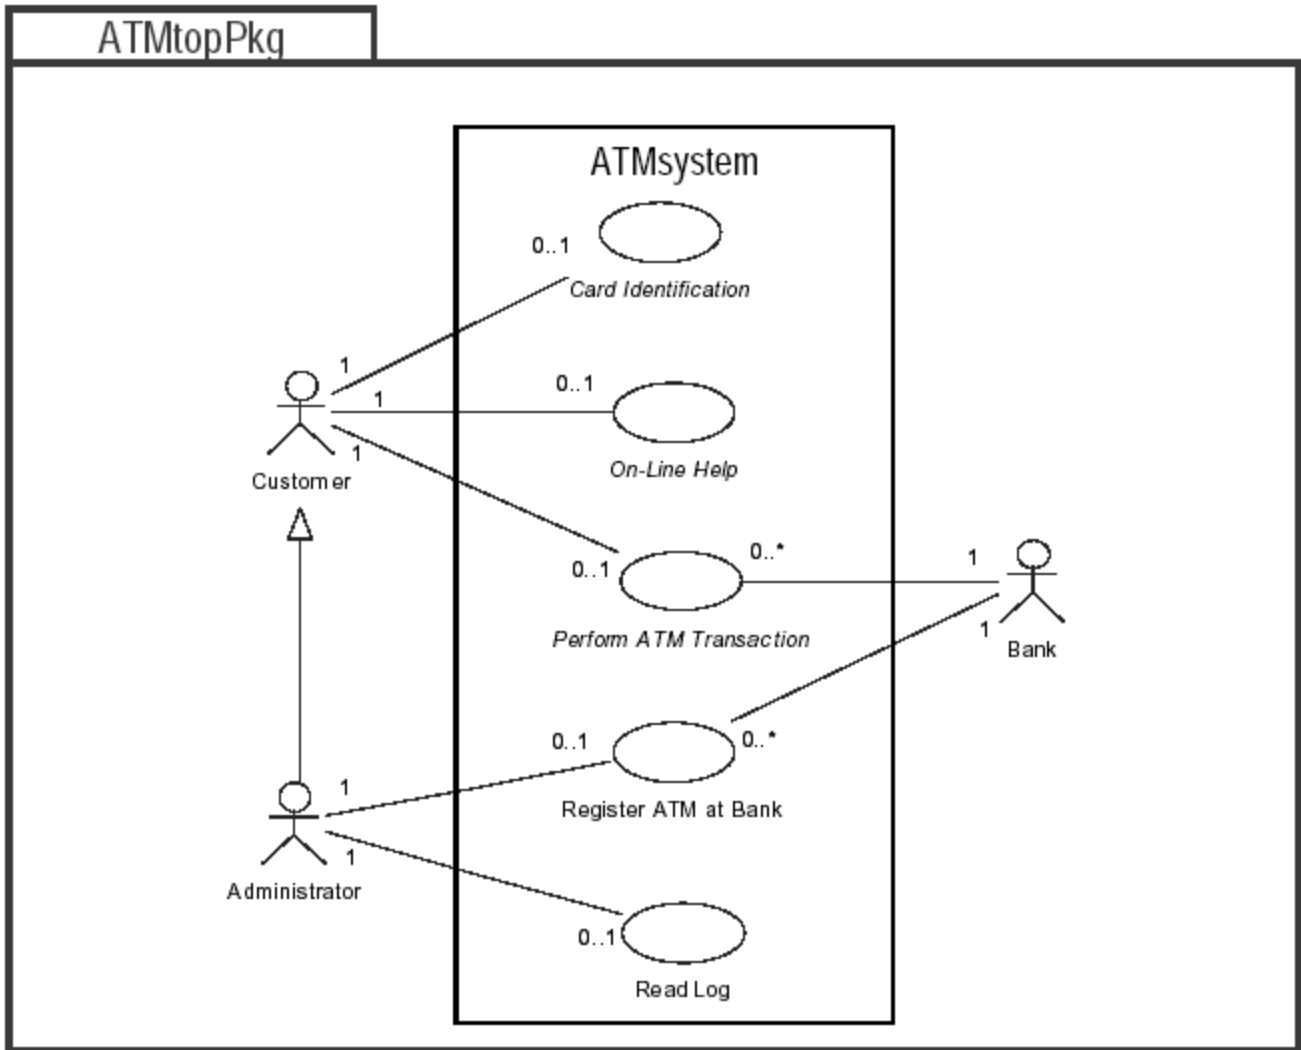 ATMtopPkg
ATMsystem
0..1
Card Identification
1
1
0..1
1
Customer
On-Line Help
0..1
0..*
1
Perform ATM Transaction
1
Bank
0..1
0..*
1
Register ATM at Bank
1
Administrator
0..1
Read Log